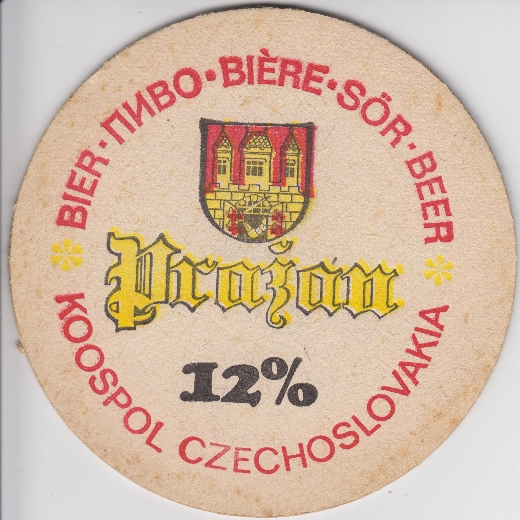 BIER·ПИВО·BIÈRE·SÖR·BEER
Pražan
12%
KOOSPOL CZECHOSLOVAKIA